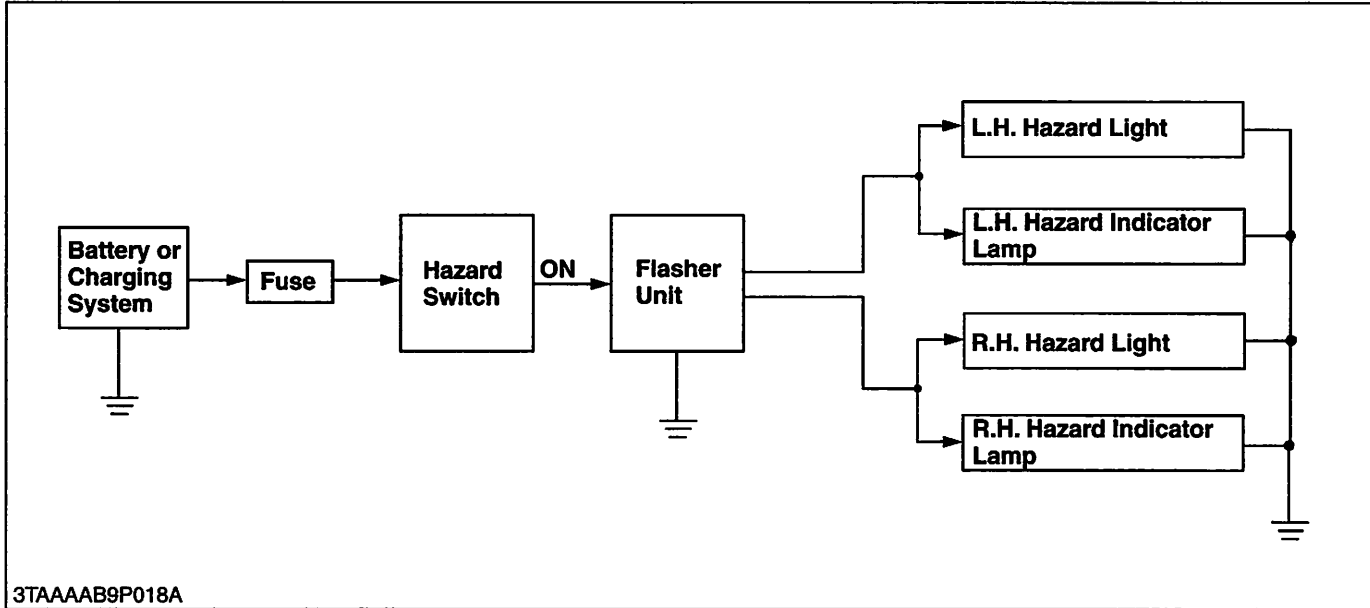 Battery or
Charging
System
Fuse
Hazard
Switch
ON
Flasher
Unit
L.H. Hazard Light
L.H. Hazard Indicator
Lamp
R.H. Hazard Light
R.H. Hazard Indicator
Lamp
3TAAAAB9P018A